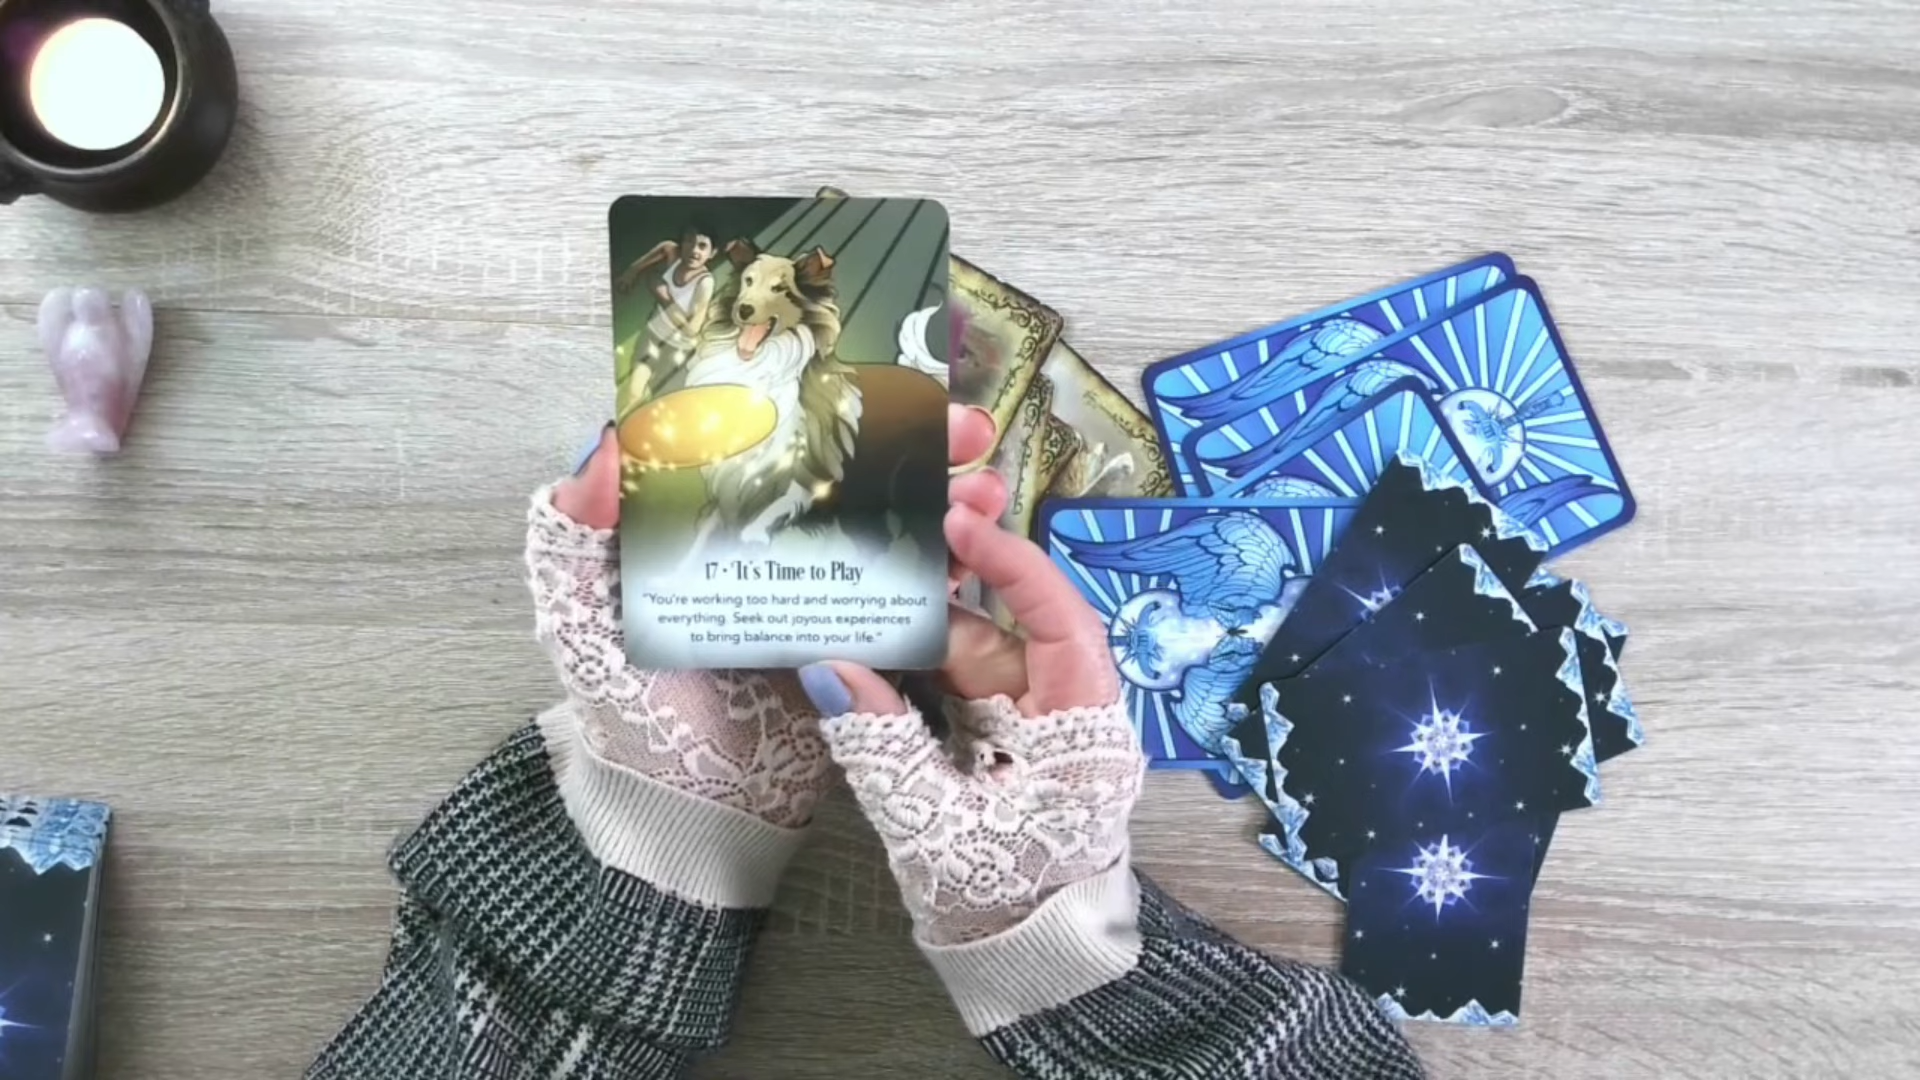 17 • It's Time to Play
"You're working too hard and worrying about
everything. Seek out joyous experiences
to bring balance into your life."